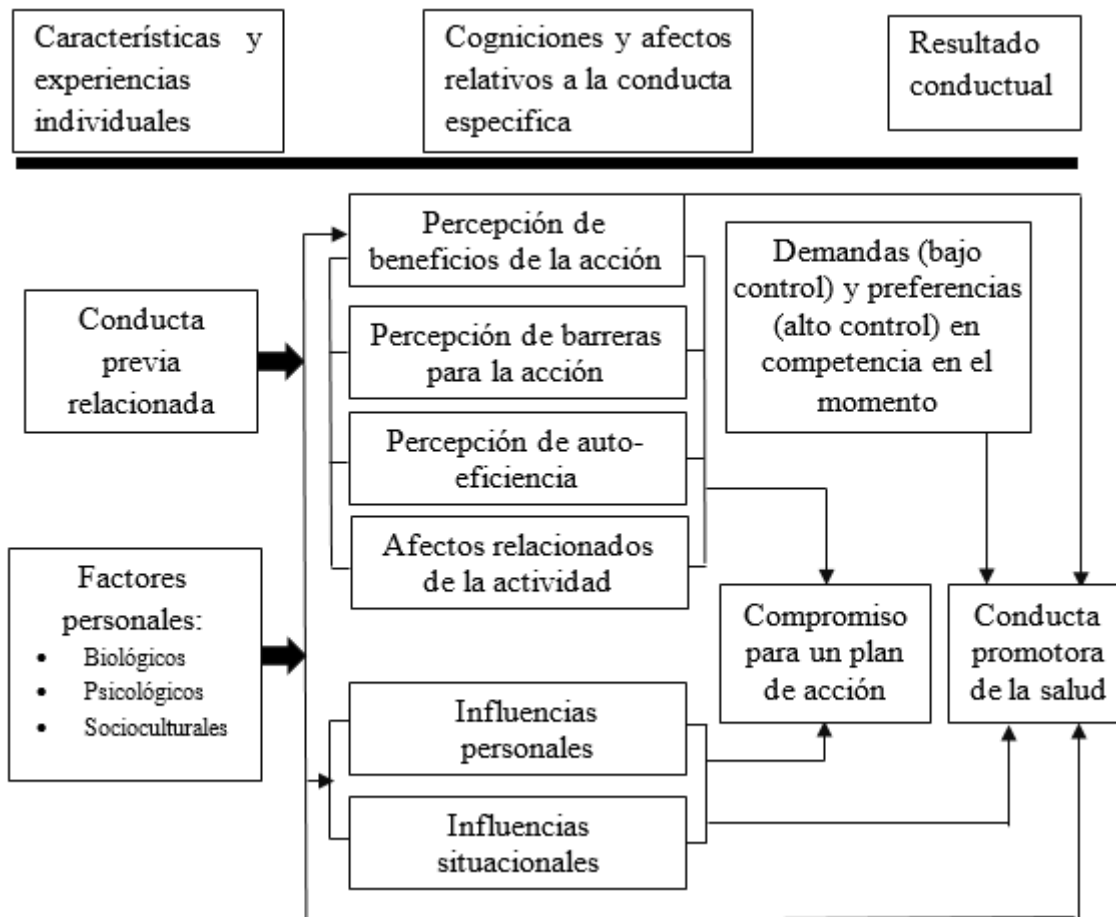 Características y
experiencias
individuales
Cogniciones y afectos
relativos a la conducta
especifica
Resultado
conductual
Percepción de
beneficios de la acción
Demandas (bajo
control) y preferencias
(alto control) en
competencia en el
momento
Conducta
previa
relacionada
Percepción de barreras
para la acción
Percepción de auto-
eficiencia
Afectos relacionados
de la actividad
Factores
personales:
• Biológicos
• Psicológicos
• Socioculturales
Compromiso
para un plan
de acción
Conducta
promotora
de la salud
Influencias
personales
Influencias
situacionales